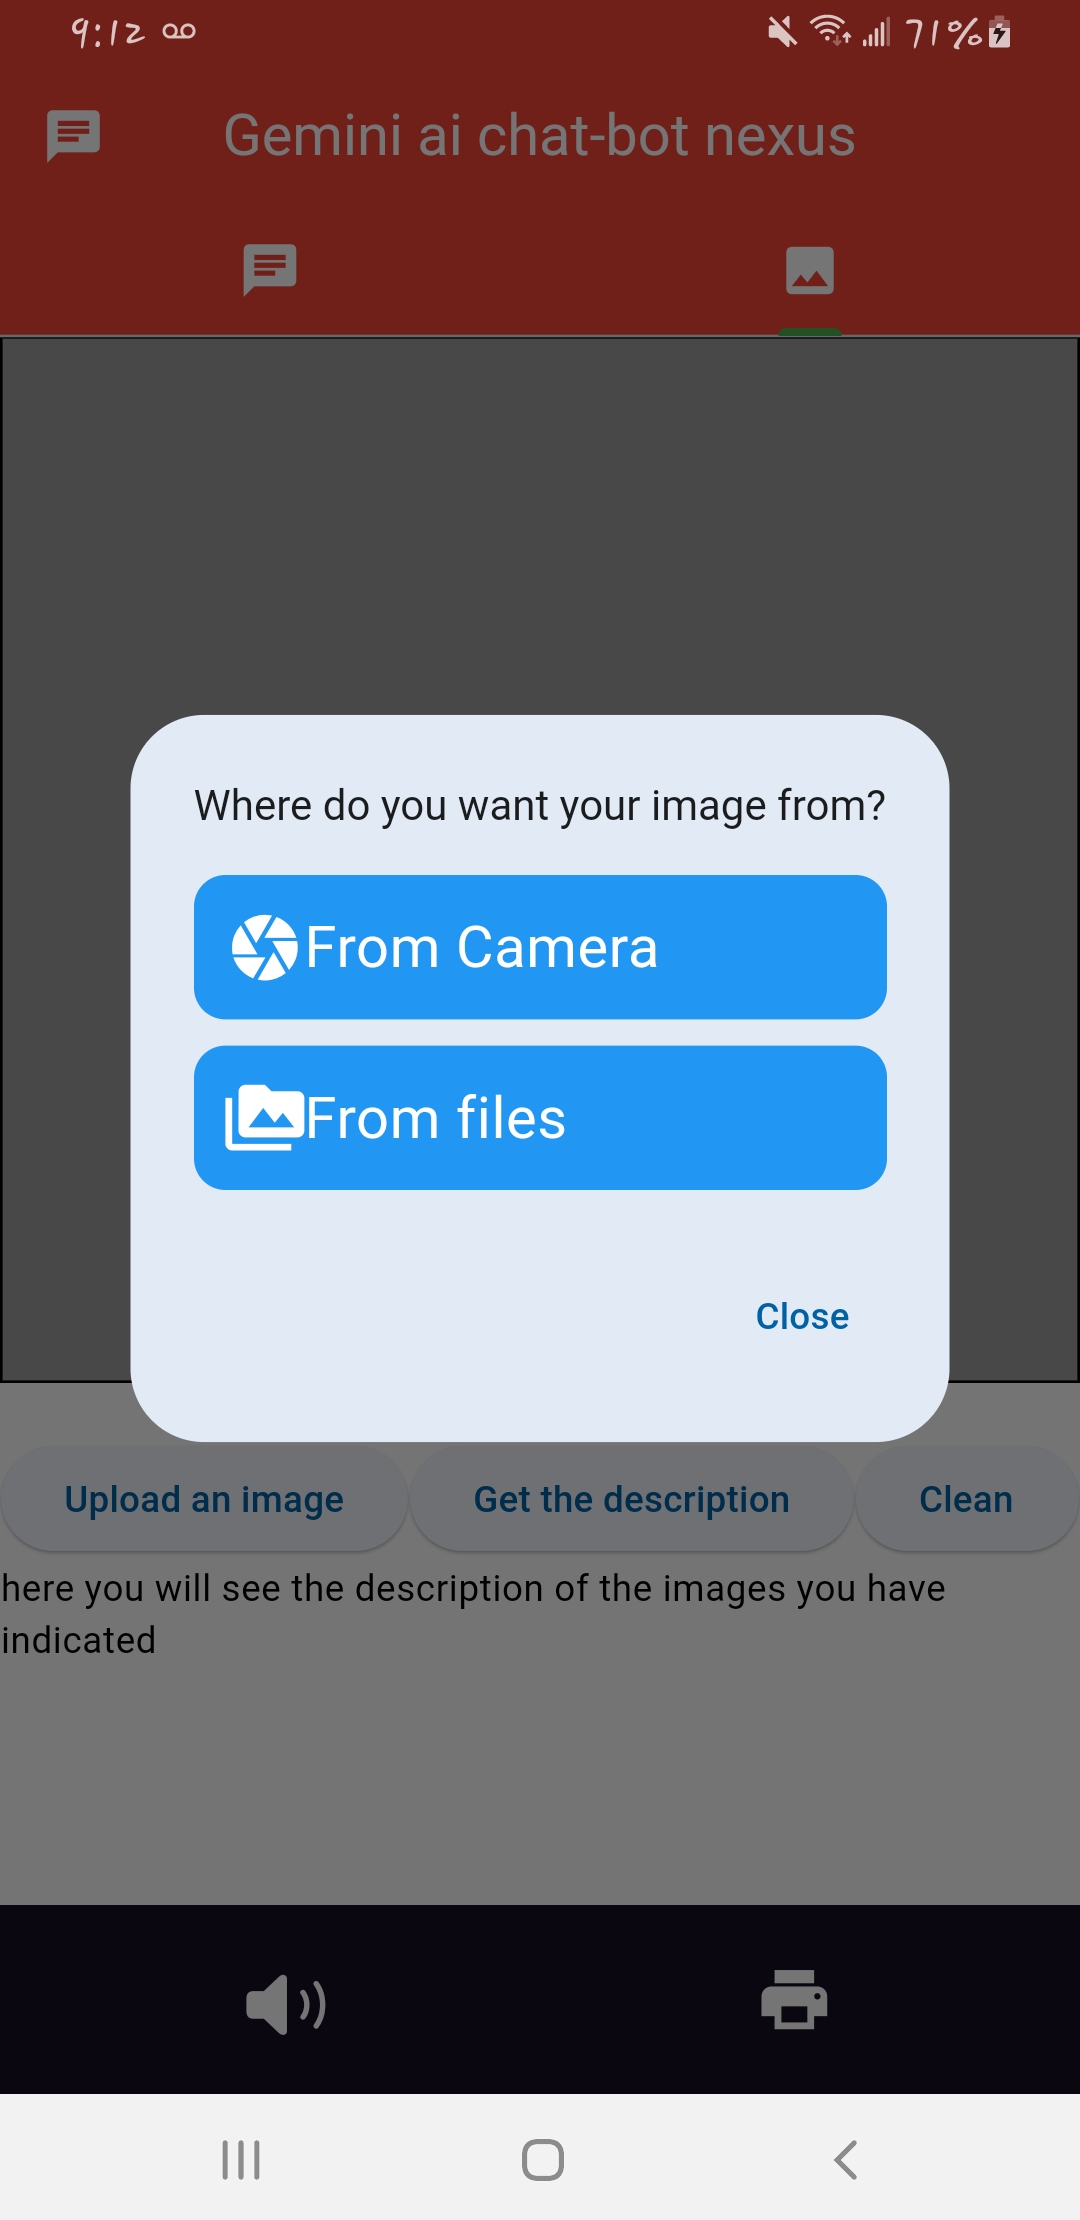 9:12
71%
Gemini ai chat-bot nexus
Where do you want your image from?
From Camera
From files
Close
Upload an image
Get the description
Clean
here you will see the description of the images you have
indicated